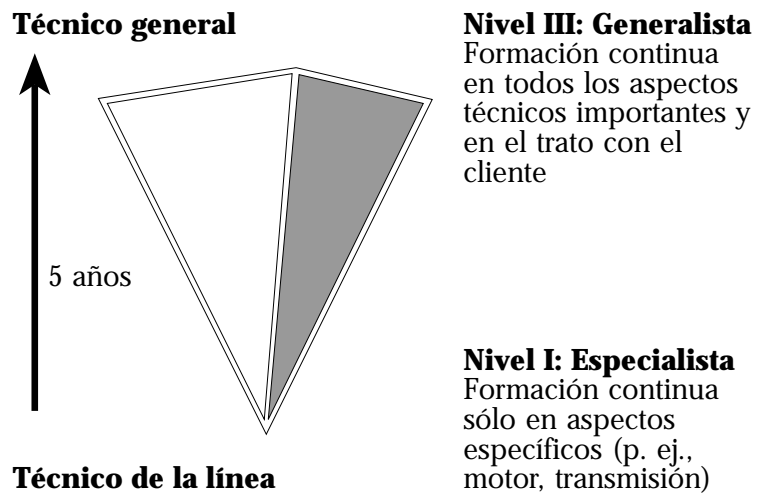 Técnico general
Nivel III: Generalista
Formación continua
en todos los aspectos
técnicos importantes y
en el trato con el
cliente
5 años
Nivel I: Especialista
Formación continua
sólo en aspectos
específicos (p. ej.,
motor, transmisión)
Técnico de la línea